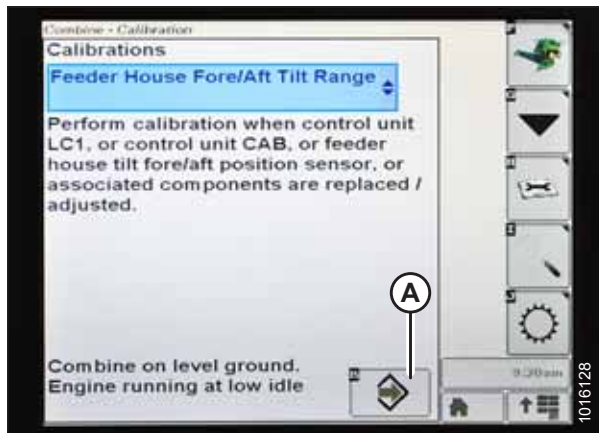 Combine - Calibration
Calibrations
Feeder House Fore/Aft Tilt Range
Perform calibration when control unit
LC1, or control unit CAB, or feeder
house tilt fore/aft position sensor, or
associated components are replaced /
adjusted.
A
Combine on level ground.
Engine running at low idle
9:20am
1016128